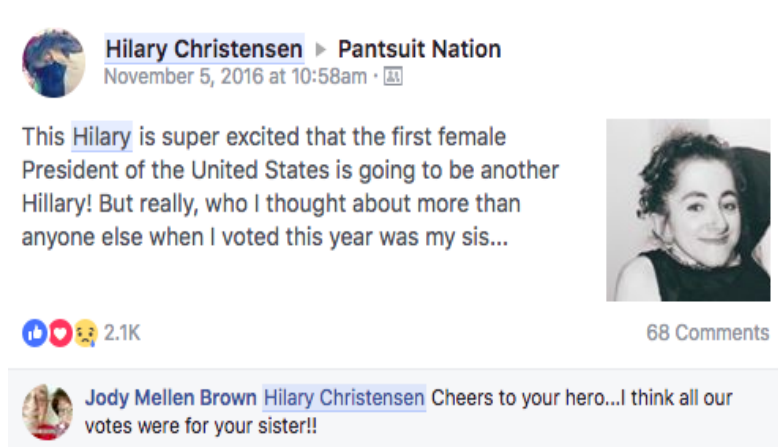 Hilary Christensen ▸ Pantsuit Nation
November 5, 2016 at 10:58am ·
This Hilary is super excited that the first female
President of the United States is going to be another
Hillary! But really, who I thought about more than
anyone else when I voted this year was my sis...
2.1K
68 Comments
Jody Mellen Brown Hilary Christensen Cheers to your hero...I think all our
votes were for your sister!!